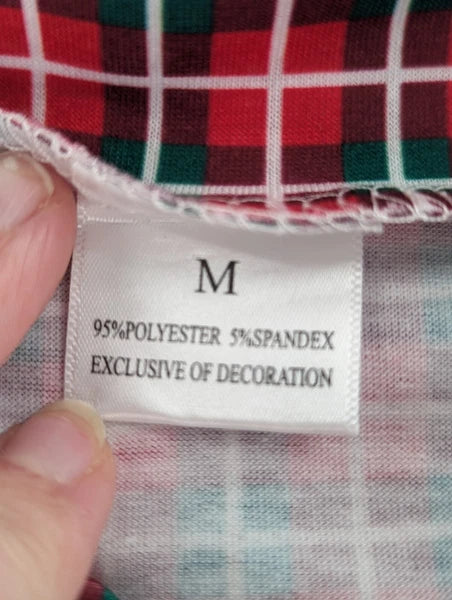 M
95%POLYESTER 5%SPANDEX
EXCLUSIVE OF DECORATION